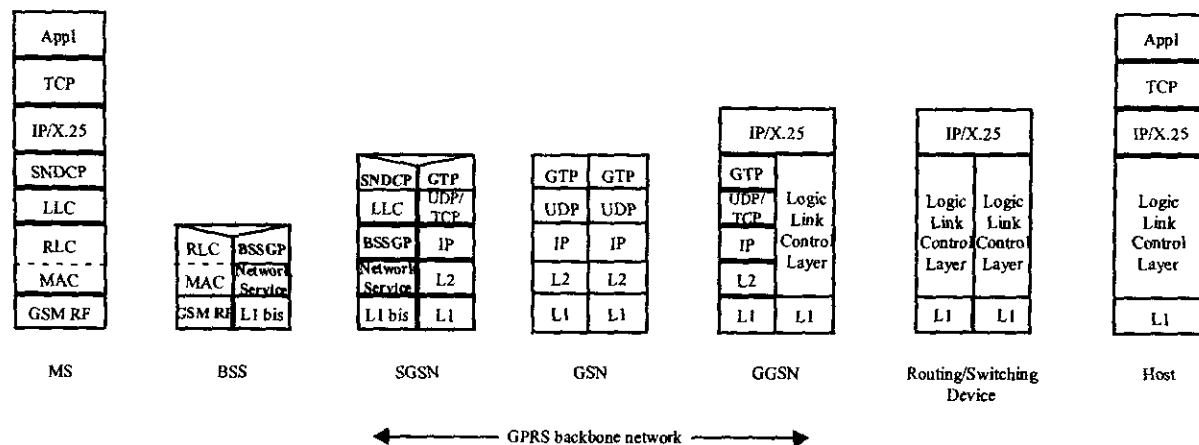 Appl
TCP
IP/X.25
SNDCP
LLC
RLC
MAC
GSM RF
MS
RLC
MAC
GSM RF
BSSGP
Network
Service
L1 bis
BSS
SNDCP
LLC
BSSGP
Network
Service
L1 bis
GTP
UDP/
TCP
IP
L2
L1
SGSN
GTP
UDP
IP
L2
L1
GTP
UDP
IP
L2
L1
GSN
IP/X.25
GTP
UDP/
TCP
IP
L2
L1
Logic
Link
Control
Layer
L1
GGSN
IP/X.25
Logic
Link
Control
Layer
L1
Logic
Link
Control
Layer
L1
Routing/Switching
Device
Appl
TCP
IP/X.25
Logic
Link
Control
Layer
L1
Host
GPRS backbone network